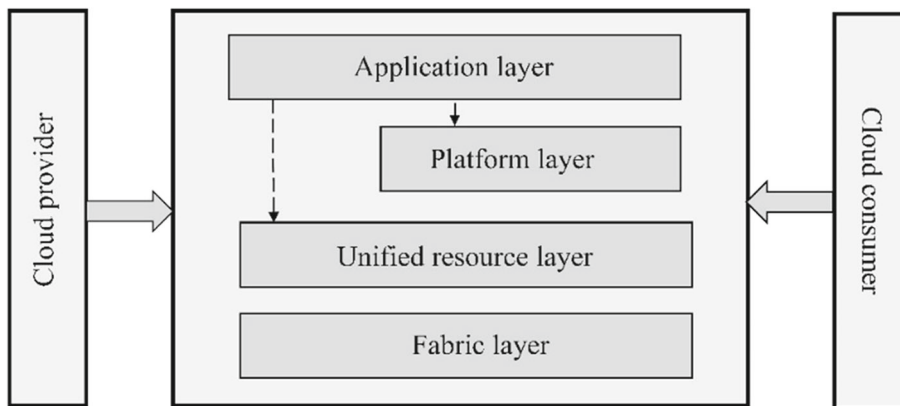 Cloud provider
Application layer
Platform layer
Unified resource layer
Fabric layer
Cloud consumer